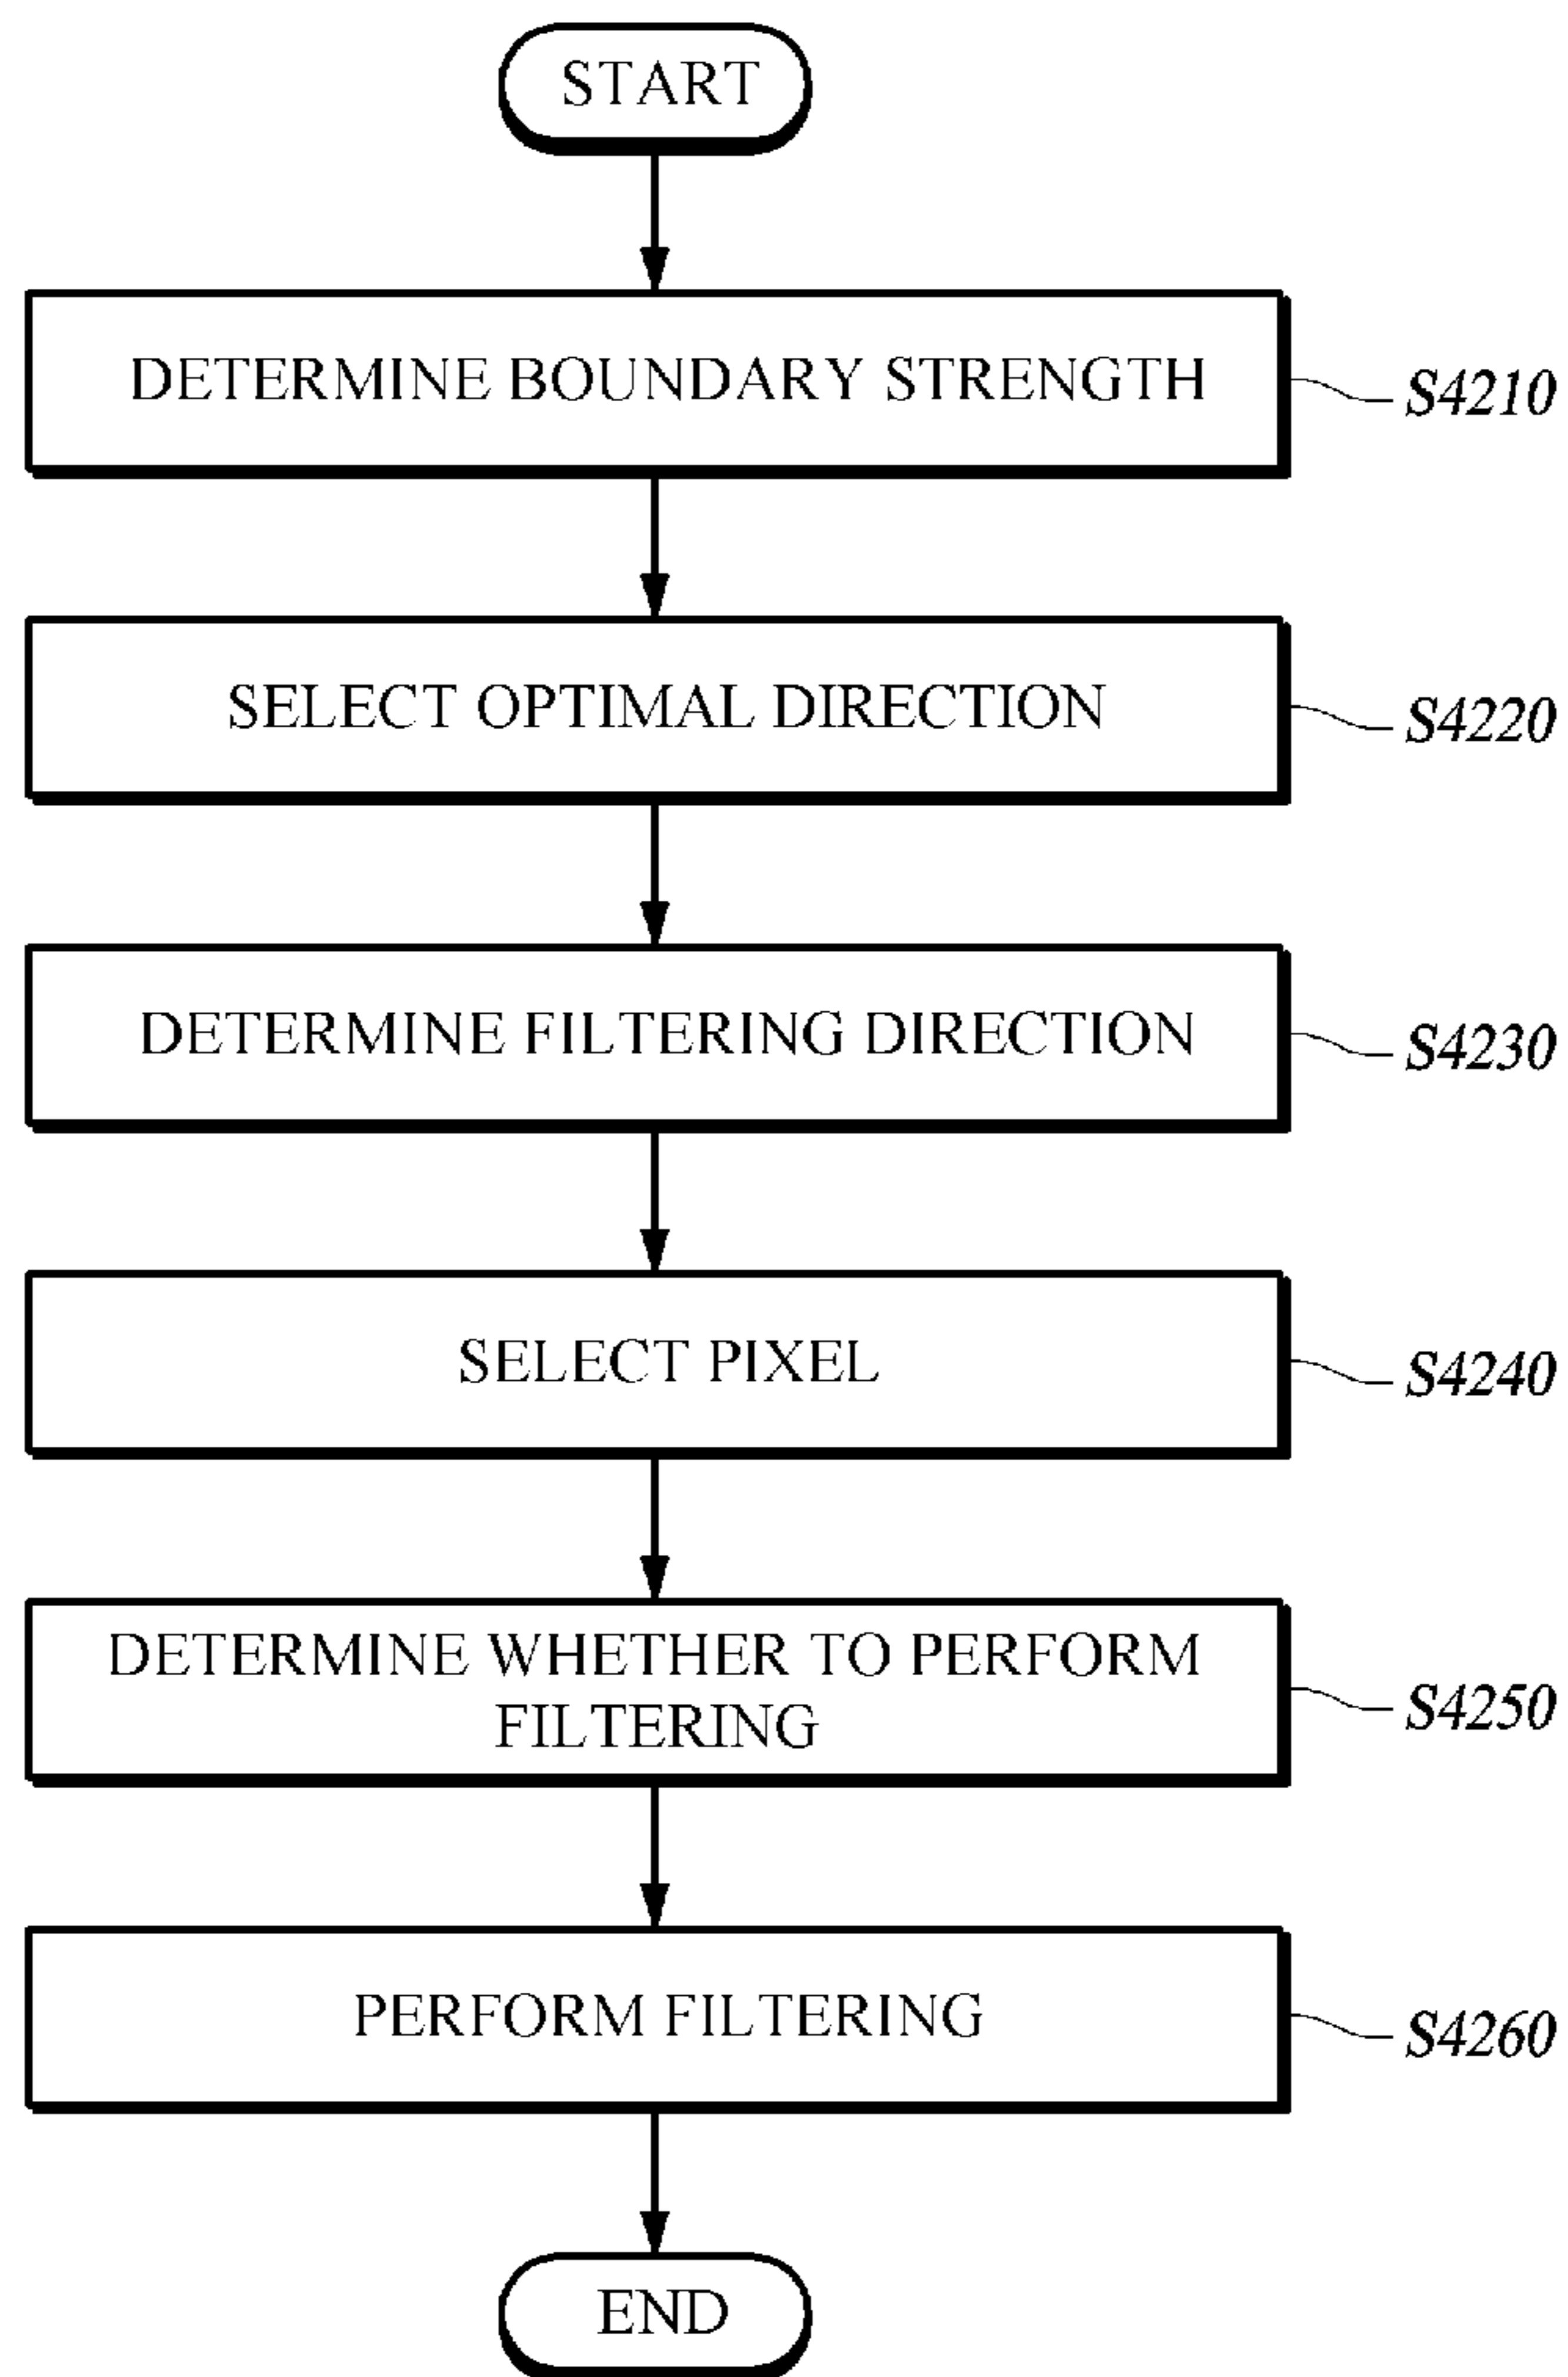 START
DETERMINE BOUNDARY STRENGTH
S4210
SELECT OPTIMAL DIRECTION
S4220
DETERMINE FILTERING DIRECTION
S4230
SELECT PIXEL
S4240
DETERMINE WHETHER TO PERFORM
FILTERING
S4250
PERFORM FILTERING
S4260
END